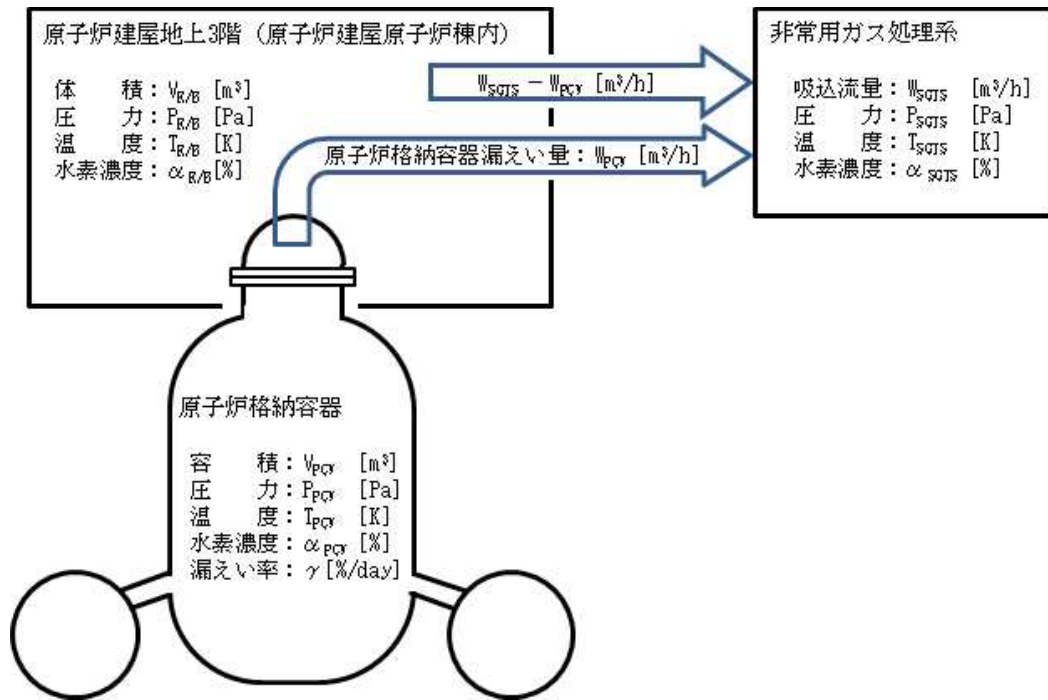 原子炉建屋地上3階（原子炉建屋原子炉棟内）
体　　積：V_R/B [m³]
圧　　力：P_R/B [Pa]
温　　度：T_R/B [K]
水素濃度：α_R/B[%]
W_SGTS － W_PCV [m³/h]
原子炉格納容器漏えい量：W_PCV [m³/h]
非常用ガス処理系
吸込流量：W_SGTS [m³/h]
圧　　力：P_SGTS [Pa]
温　　度：T_SGTS [K]
水素濃度：α_SGTS [%]
原子炉格納容器
容　　積：V_PCV [m³]
圧　　力：P_PCV [Pa]
温　　度：T_PCV [K]
水素濃度：α_PCV [%]
漏えい率：γ[%/day]